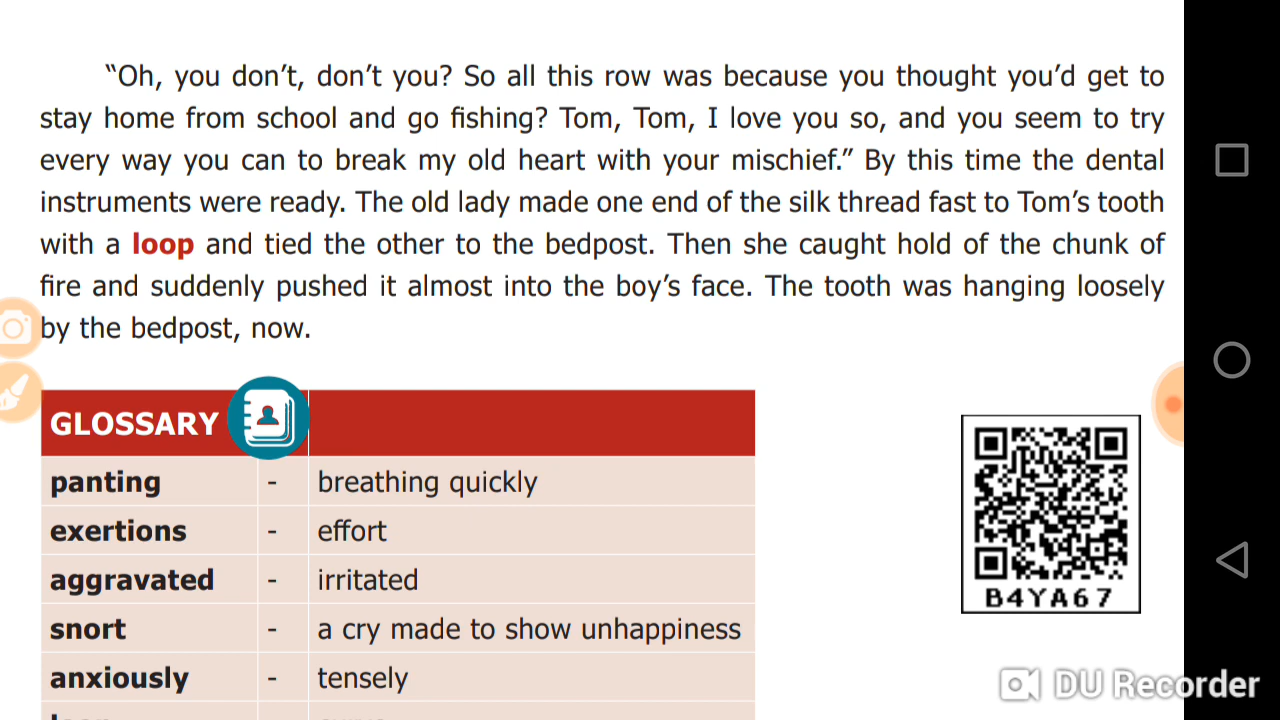 “Oh, you don’t, don’t you? So all this row was because you thought you’d get to
stay home from school and go fishing? Tom, Tom, I love you so, and you seem to try
every way you can to break my old heart with your mischief.” By this time the dental
instruments were ready. The old lady made one end of the silk thread fast to Tom’s tooth
with a loop and tied the other to the bedpost. Then she caught hold of the chunk of
fire and suddenly pushed it almost into the boy’s face. The tooth was hanging loosely
by the bedpost, now.
GLOSSARY
panting - breathing quickly
exertions - effort
aggravated - irritated
snort - a cry made to show unhappiness
anxiously - tensely
B4YA67
DU Recorder